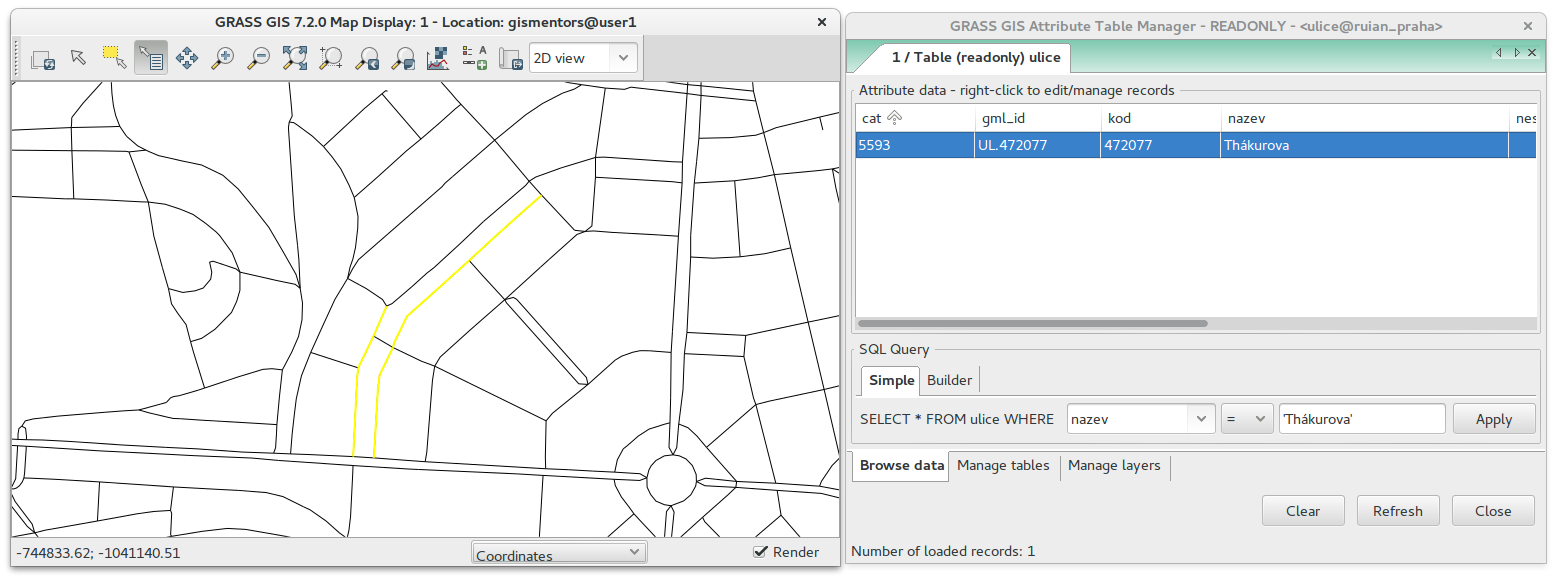 GRASS GIS 7.2.0 Map Display: 1 - Location: gismentors@user1
2D view
A
-744833.62; -1041140.51
Coordinates
Render
GRASS GIS Attribute Table Manager - READONLY - <ulice@ruian_praha>
1 / Table (readonly) ulice
Attribute data - right-click to edit/manage records
cat gml_id kod nazev nes
5593 UL.472077 472077 Thákurova
SQL Query
Simple Builder
SELECT * FROM ulice WHERE nazev = 'Thákurova' Apply
Browse data Manage tables Manage layers
Clear Refresh Close
Number of loaded records: 1